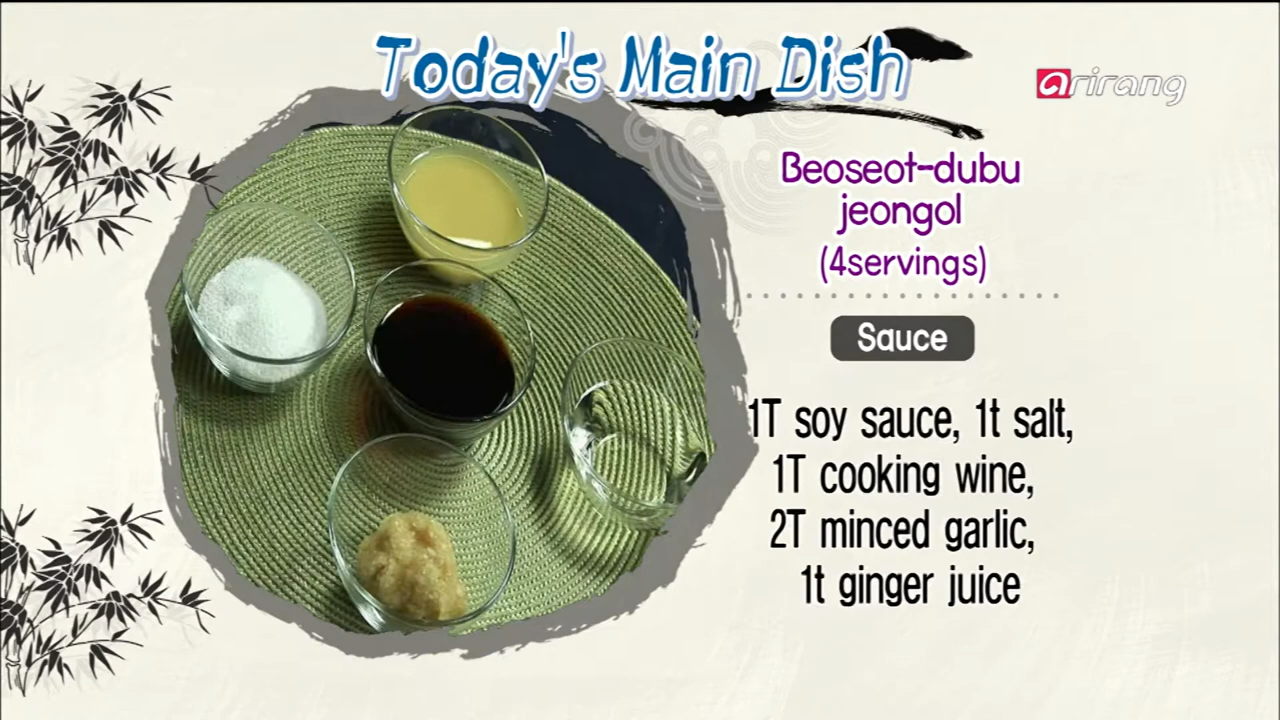 Today's Main Dish
arirang
Beoseot-dubu
jeongol
(4servings)
Sauce
1T soy sauce, 1t salt,
1T cooking wine,
2T minced garlic,
1t ginger juice